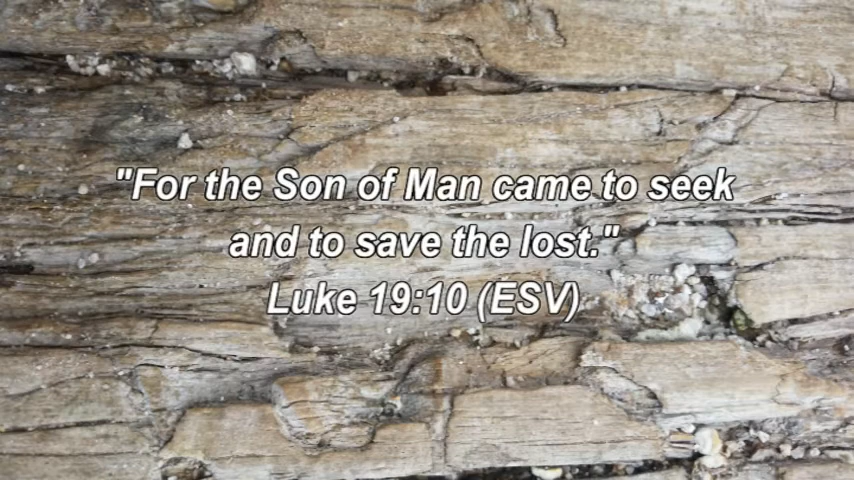 "For the Son of Man came to seek
and to save the lost."
Luke 19:10 (ESV)